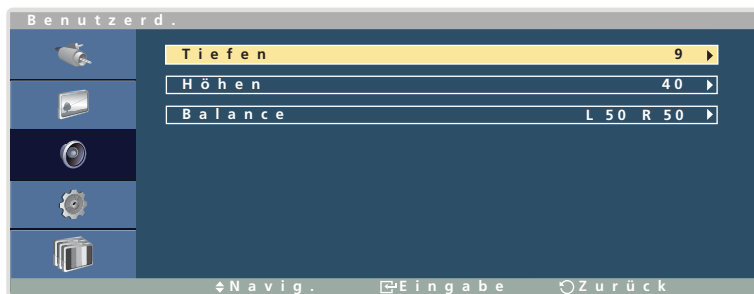 Benutzerd.
Tiefen 9
Höhen 40
Balance L 50 R 50
Navig. Eingabe Zurück